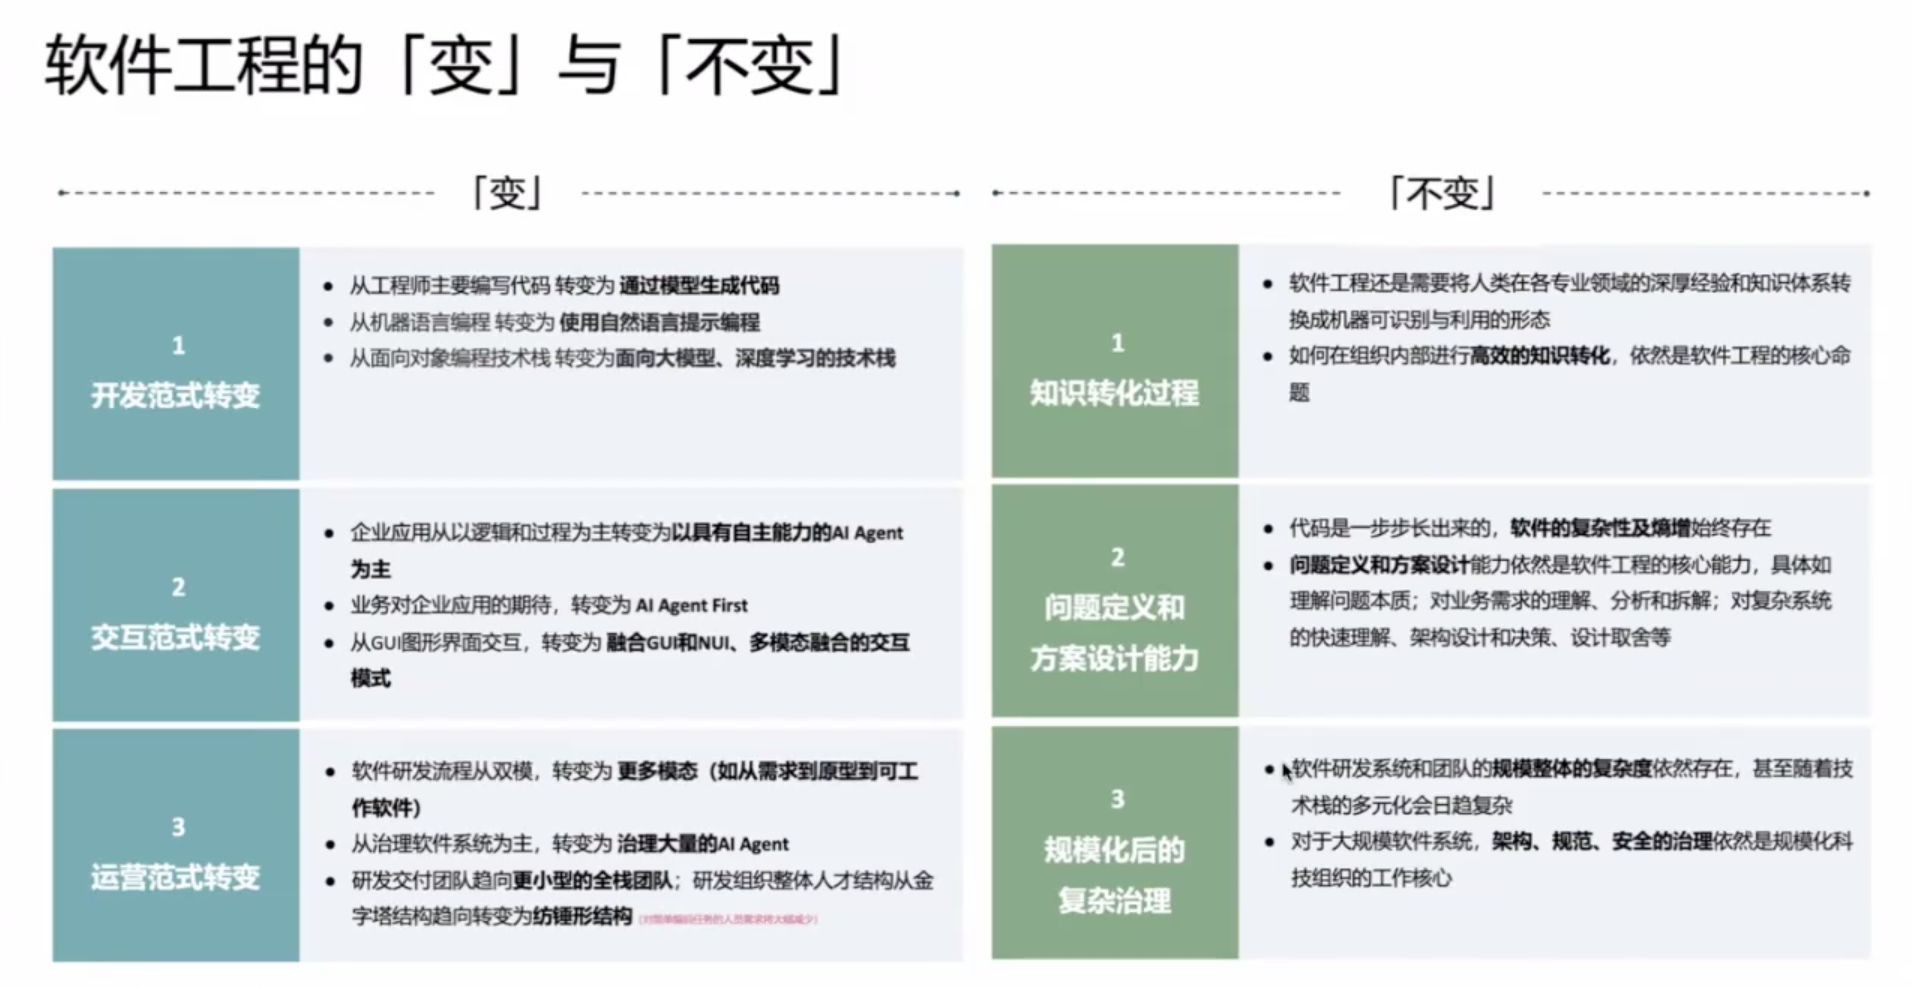 软件工程的「变」与「不变」
「变」
1
开发范式转变
从工程师主要编写代码 转变为 通过模型生成代码
从机器语言编程 转变为 使用自然语言提示编程
从面向对象编程技术栈 转变为面向大模型、深度学习的技术栈
2
交互范式转变
企业应用从以逻辑和过程为主转变为以具有自主能力的AI Agent
为主
业务对企业应用的期待，转变为 AI Agent First
从GUI图形界面交互，转变为 融合GUI和NUI、多模态融合的交互
模式
3
运营范式转变
软件研发流程从双模，转变为 更多模态（如从需求到原型到可工
作软件）
从治理软件系统为主，转变为 治理大量的AI Agent
研发交付团队趋向更小型的全栈团队；研发组织整体人才结构从金
字塔结构趋向转变为纺锤形结构（对简单编码任务的人员需求将大幅减少）
「不变」
1
知识转化过程
软件工程还是需要将人类在各专业领域的深厚经验和知识体系转
换成机器可识别与利用的形态
如何在组织内部进行高效的知识转化，依然是软件工程的核心命
题
2
问题定义和
方案设计能力
代码是一步步长出来的，软件的复杂性及熵增始终存在
问题定义和方案设计能力依然是软件工程的核心能力，具体如
理解问题本质；对业务需求的理解、分析和拆解；对复杂系统
的快速理解、架构设计和决策、设计取舍等
3
规模化后的
复杂治理
软件研发系统和团队的规模整体的复杂度依然存在，甚至随着技
术栈的多元化会日趋复杂
对于大规模软件系统，架构、规范、安全的治理依然是规模化科
技组织的工作核心